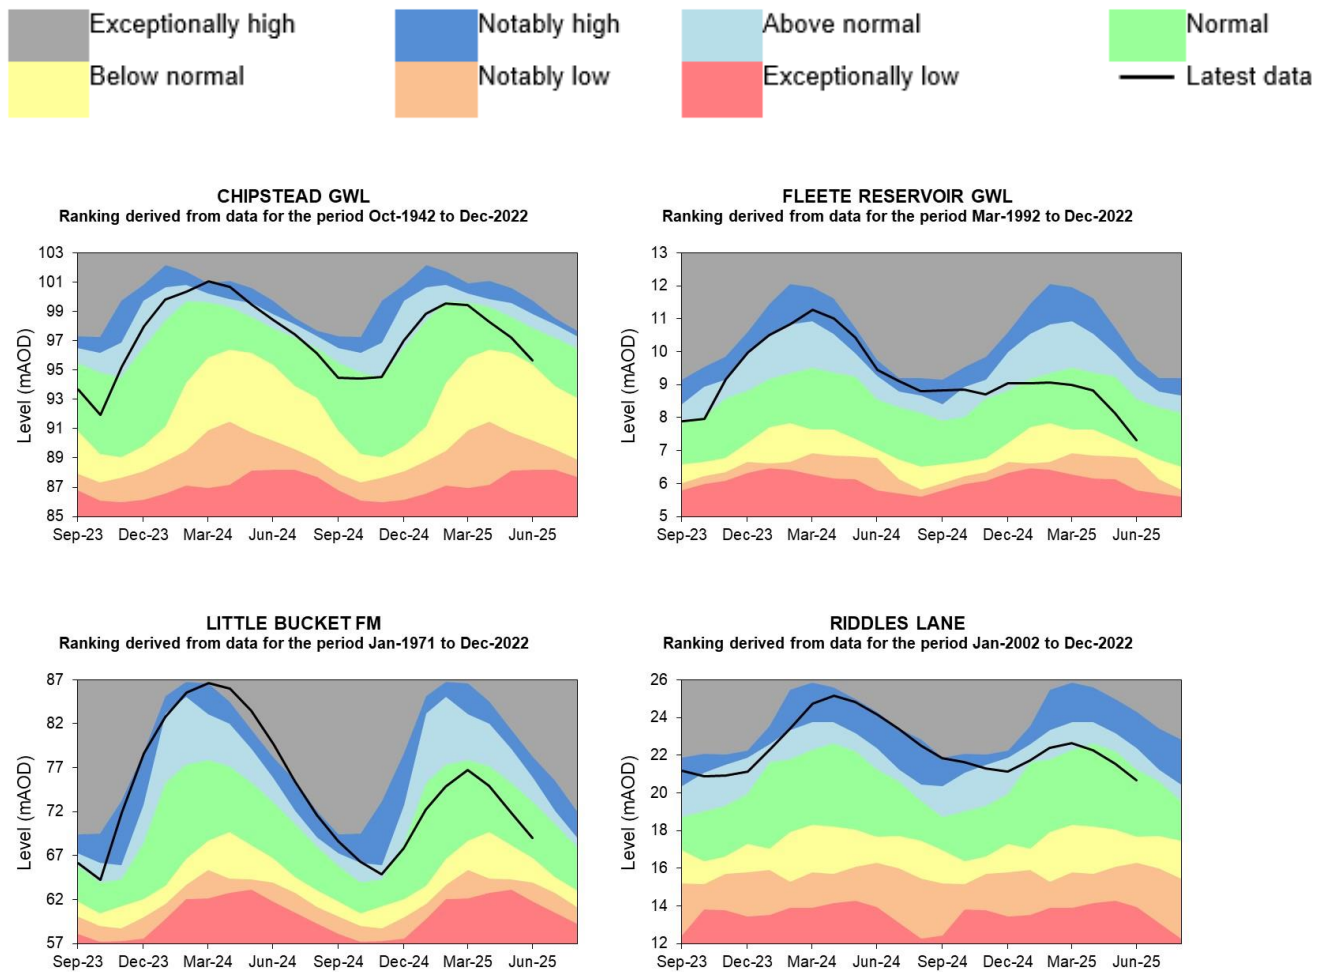 Exceptionally high
Notably high
Above normal
Normal
Below normal
Notably low
Exceptionally low
Latest data
CHIPSTEAD GWL
Ranking derived from data for the period Oct-1942 to Dec-2022
Level (mAOD)
103
101
99
97
95
93
91
89
87
85
Sep-23 Dec-23 Mar-24 Jun-24 Sep-24 Dec-24 Mar-25 Jun-25
FLEETE RESERVOIR GWL
Ranking derived from data for the period Mar-1992 to Dec-2022
Level (mAOD)
13
12
11
10
9
8
7
6
5
Sep-23 Dec-23 Mar-24 Jun-24 Sep-24 Dec-24 Mar-25 Jun-25
LITTLE BUCKET FM
Ranking derived from data for the period Jan-1971 to Dec-2022
Level (mAOD)
87
82
77
72
67
62
57
Sep-23 Dec-23 Mar-24 Jun-24 Sep-24 Dec-24 Mar-25 Jun-25
RIDDLES LANE
Ranking derived from data for the period Jan-2002 to Dec-2022
Level (mAOD)
26
24
22
20
18
16
14
12
Sep-23 Dec-23 Mar-24 Jun-24 Sep-24 Dec-24 Mar-25 Jun-25